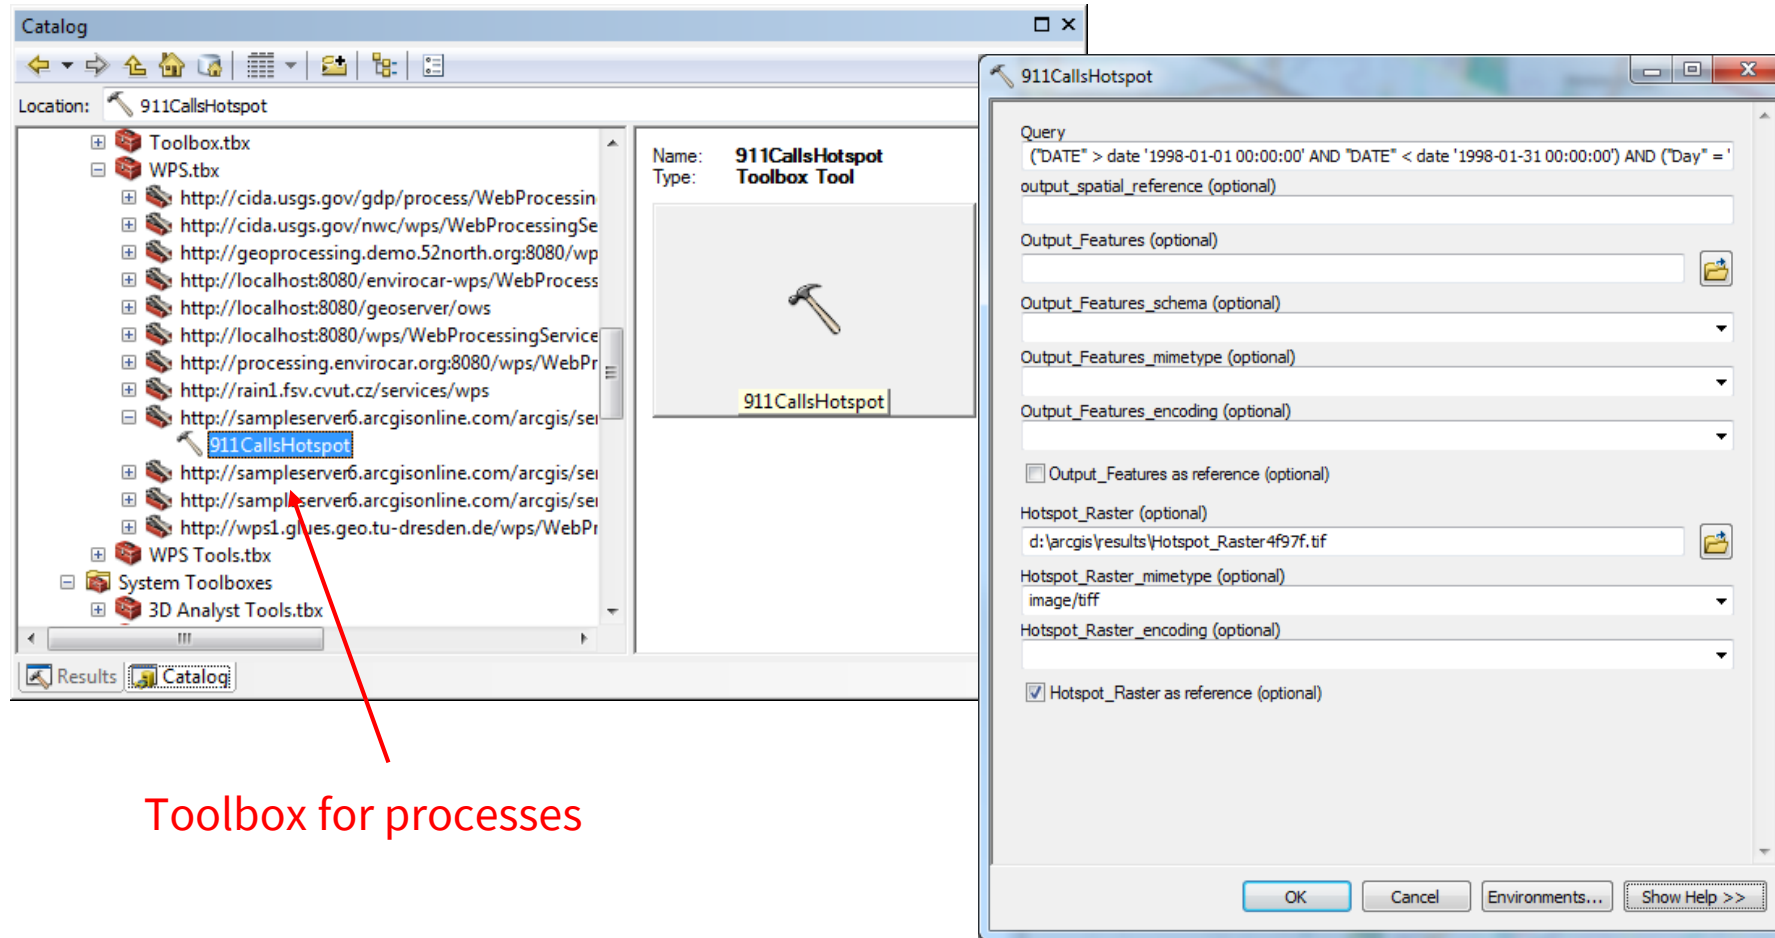 Catalog
Location: 911CallsHotspot
Toolbox.tbx
WPS.tbx
http://cida.usgs.gov/gdp/process/WebProcessin
http://cida.usgs.gov/nwc/wps/WebProcessingSe
http://geoprocessing.demo.52north.org:8080/wp
http://localhost:8080/envirocar-wps/WebProcess
http://localhost:8080/geoserver/ows
http://localhost:8080/wps/WebProcessingService
http://processing.envirocar.org:8080/wps/WebPr
http://rain1.fsv.cvut.cz/services/wps
http://sampleserver6.arcgisonline.com/arcgis/ser
911CallsHotspot
http://sampleserver6.arcgisonline.com/arcgis/ser
http://sampleserver6.arcgisonline.com/arcgis/ser
http://wps1.glues.geo.tu-dresden.de/wps/WebPr
WPS Tools.tbx
System Toolboxes
3D Analyst Tools.tbx
Name: 911CallsHotspot
Type: Toolbox Tool
911CallsHotspot
Results Catalog
Toolbox for processes
911CallsHotspot
Query
("DATE" > date '1998-01-01 00:00:00' AND "DATE" < date '1998-01-31 00:00:00') AND ("Day" = '
output_spatial_reference (optional)
Output_Features (optional)
Output_Features_schema (optional)
Output_Features_mimetype (optional)
Output_Features_encoding (optional)
Output_Features as reference (optional)
Hotspot_Raster (optional)
d:\arcgis\results\Hotspot_Raster4f97f.tif
Hotspot_Raster_mimetype (optional)
image/tiff
Hotspot_Raster_encoding (optional)
Hotspot_Raster as reference (optional)
OK Cancel Environments... Show Help >>